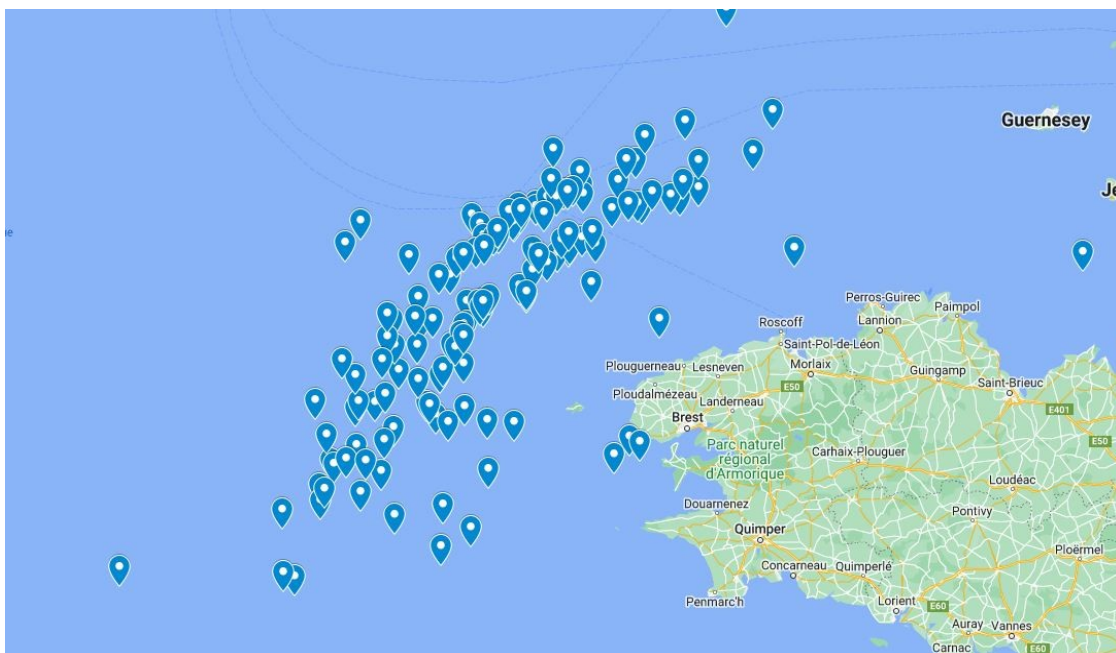 Guernesey
Je
ne
Perros-Guirec
Paimpol
Lannion
Roscoff
Saint-Pol-de-Léon
Plouguerneau
Lesneven
Morlaix
Guingamp
E50
Saint-Brieuc
Ploudalmézeau
Landerneau
E401
Brest
E50
Parc naturel
régional
d'Armorique
Carhaix-Plouguer
Loudéac
Douarnenez
Pontivy
Quimper
Ploërmel
Concarneau
Quimperlé
Penmarc'h
Lorient
E60
Auray
Vannes
Carnac
E60